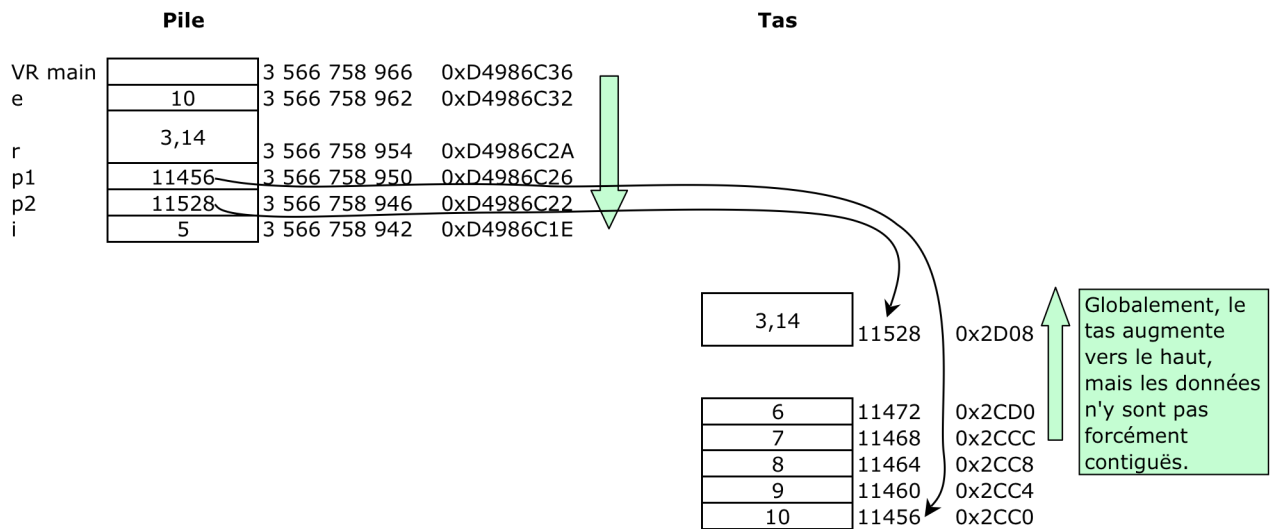 Pile Tas
VR main 3 566 758 966 0xD4986C36
e 10 3 566 758 962 0xD4986C32
3,14
r 3 566 758 954 0xD4986C2A
p1 11456 3 566 758 950 0xD4986C26
p2 11528 3 566 758 946 0xD4986C22
i 5 3 566 758 942 0xD4986C1E
3,14
11528 0x2D08
6 11472 0x2CD0
7 11468 0x2CCC
8 11464 0x2CC8
9 11460 0x2CC4
10 11456 0x2CC0
Globalement, le
tas augmente
vers le haut,
mais les données
n'y sont pas
forcément
contiguës.